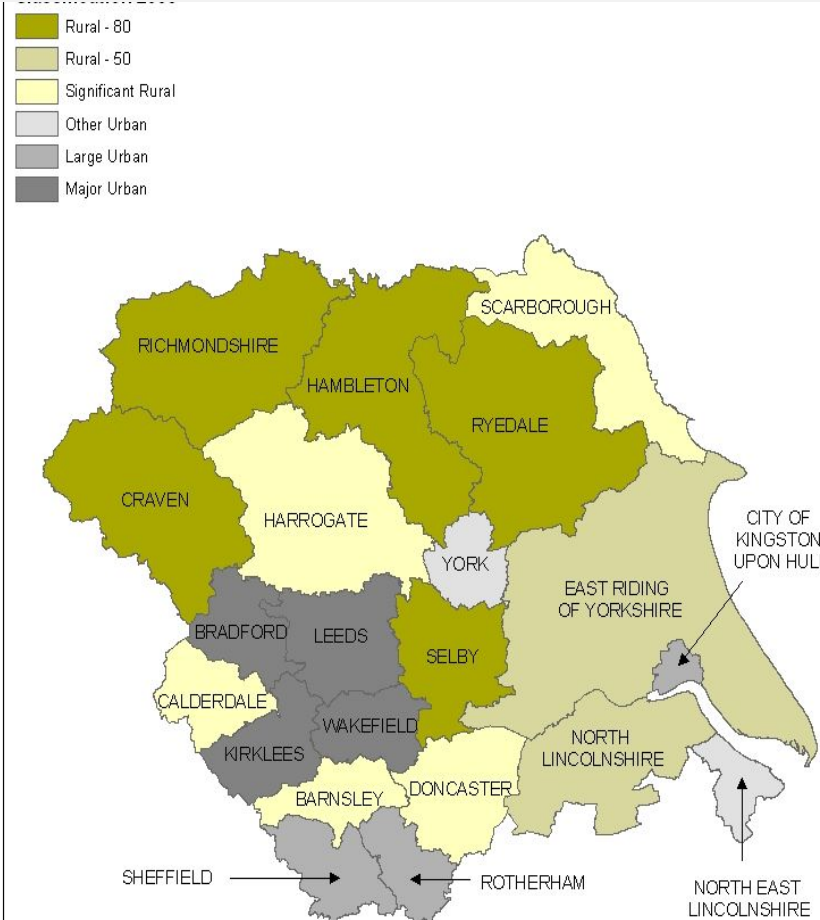 Rural - 80
Rural - 50
Significant Rural
Other Urban
Large Urban
Major Urban
SCARBOROUGH
RICHMONDSHIRE
HAMBLETON
RYEDALE
CRAVEN
HARROGATE
CITY OF
KINGSTON
UPON HULL
YORK
EAST RIDING
OF YORKSHIRE
BRADFORD
LEEDS
SELBY
CALDERDALE
WAKEFIELD
KIRKLEES
NORTH
LINCOLNSHIRE
BARNSLEY
DONCASTER
SHEFFIELD
ROTHERHAM
NORTH EAST
LINCOLNSHIRE